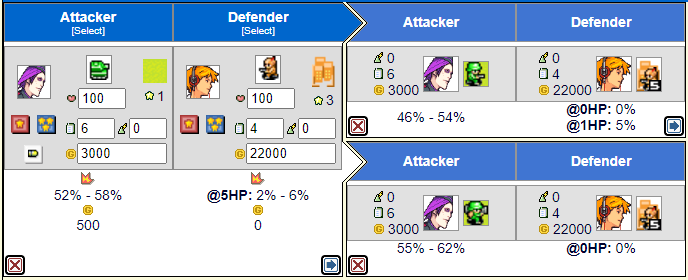 Attacker
[Select]
Defender
[Select]
1
3
100
100
6
0
4
0
3000
22000
52% - 58%
@5HP: 2% - 6%
500
0
Attacker
Defender
0
6
3000
0
4
22000
5
46% - 54%
@0HP: 0%
@1HP: 5%
Attacker
Defender
0
6
3000
0
4
22000
5
55% - 62%
@0HP: 0%